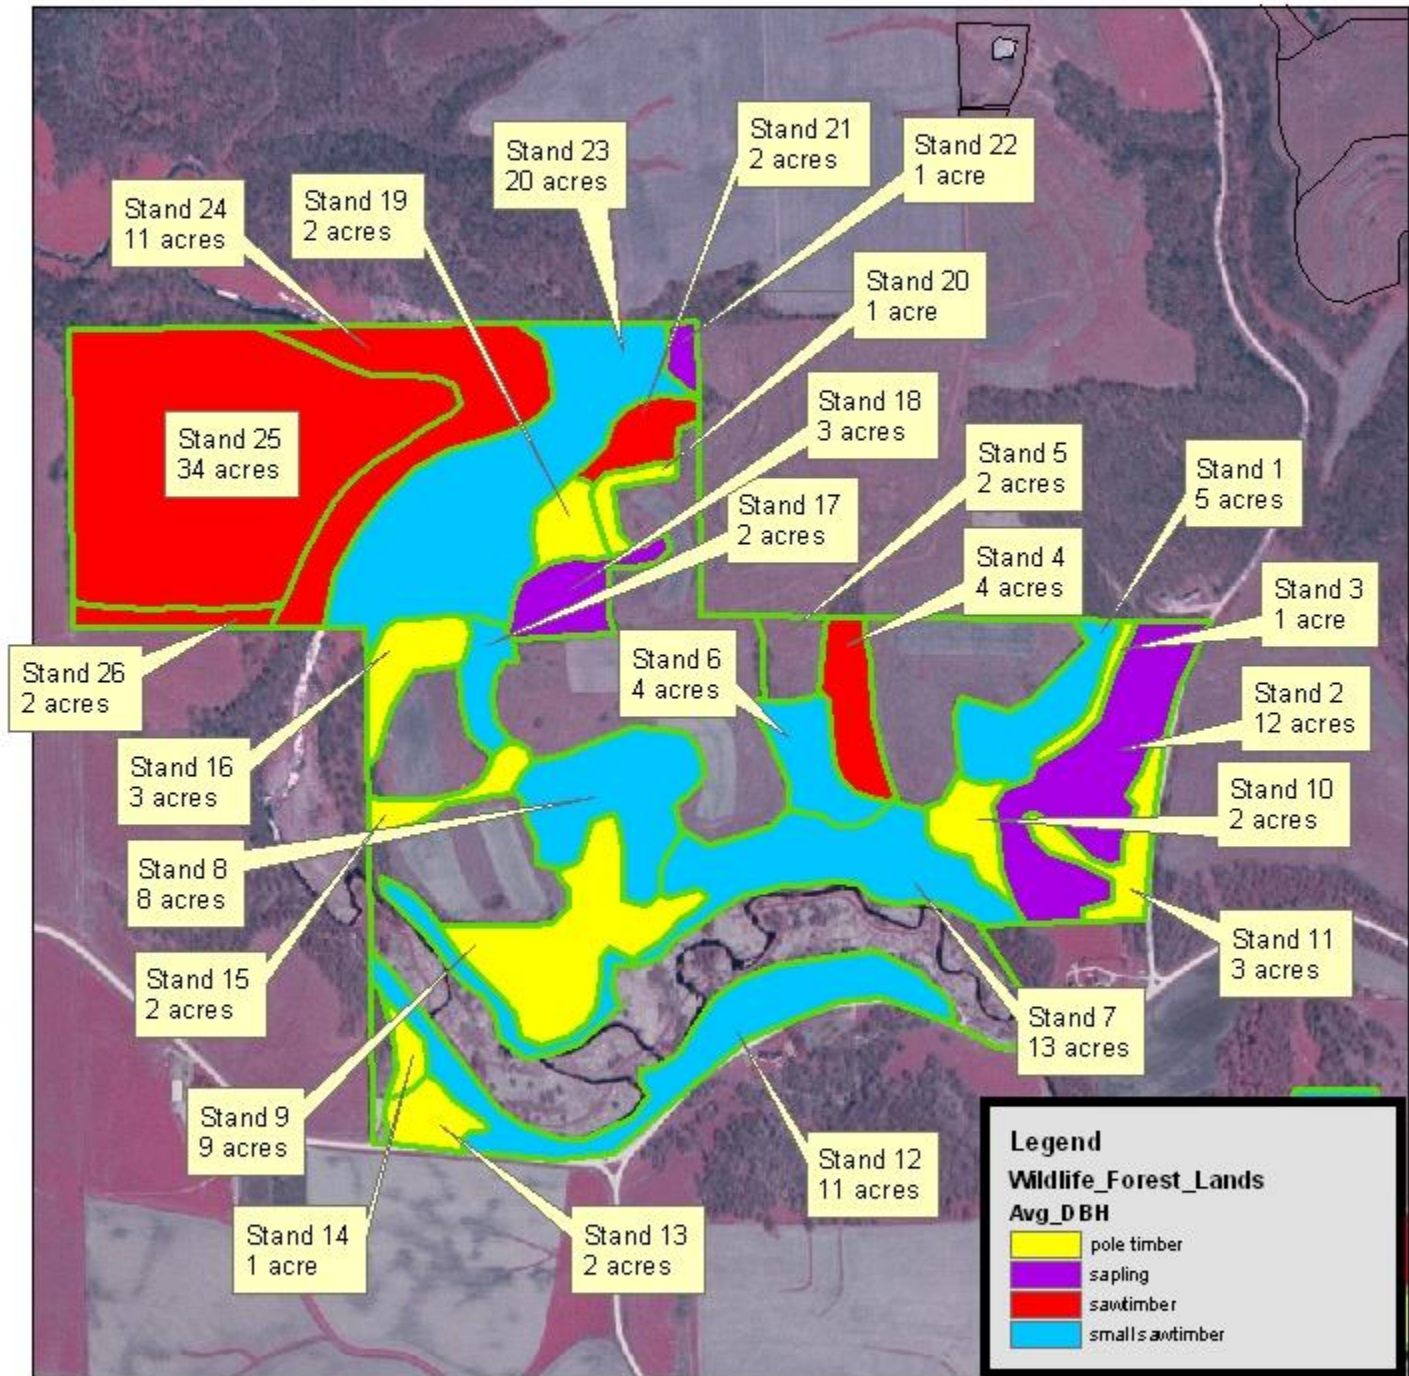 Stand 23
20 acres
Stand 21
2 acres
Stand 22
1 acre
Stand 24
11 acres
Stand 19
2 acres
Stand 20
1 acre
Stand 25
34 acres
Stand 18
3 acres
Stand 5
2 acres
Stand 1
5 acres
Stand 17
2 acres
Stand 4
4 acres
Stand 3
1 acre
Stand 26
2 acres
Stand 6
4 acres
Stand 2
12 acres
Stand 16
3 acres
Stand 10
2 acres
Stand 8
8 acres
Stand 15
2 acres
Stand 11
3 acres
Stand 7
13 acres
Stand 9
9 acres
Stand 12
11 acres
Stand 14
1 acre
Stand 13
2 acres
Legend
Wildlife_Forest_Lands
Avg_DBH
pole timber
sapling
sawtimber
small sawtimber